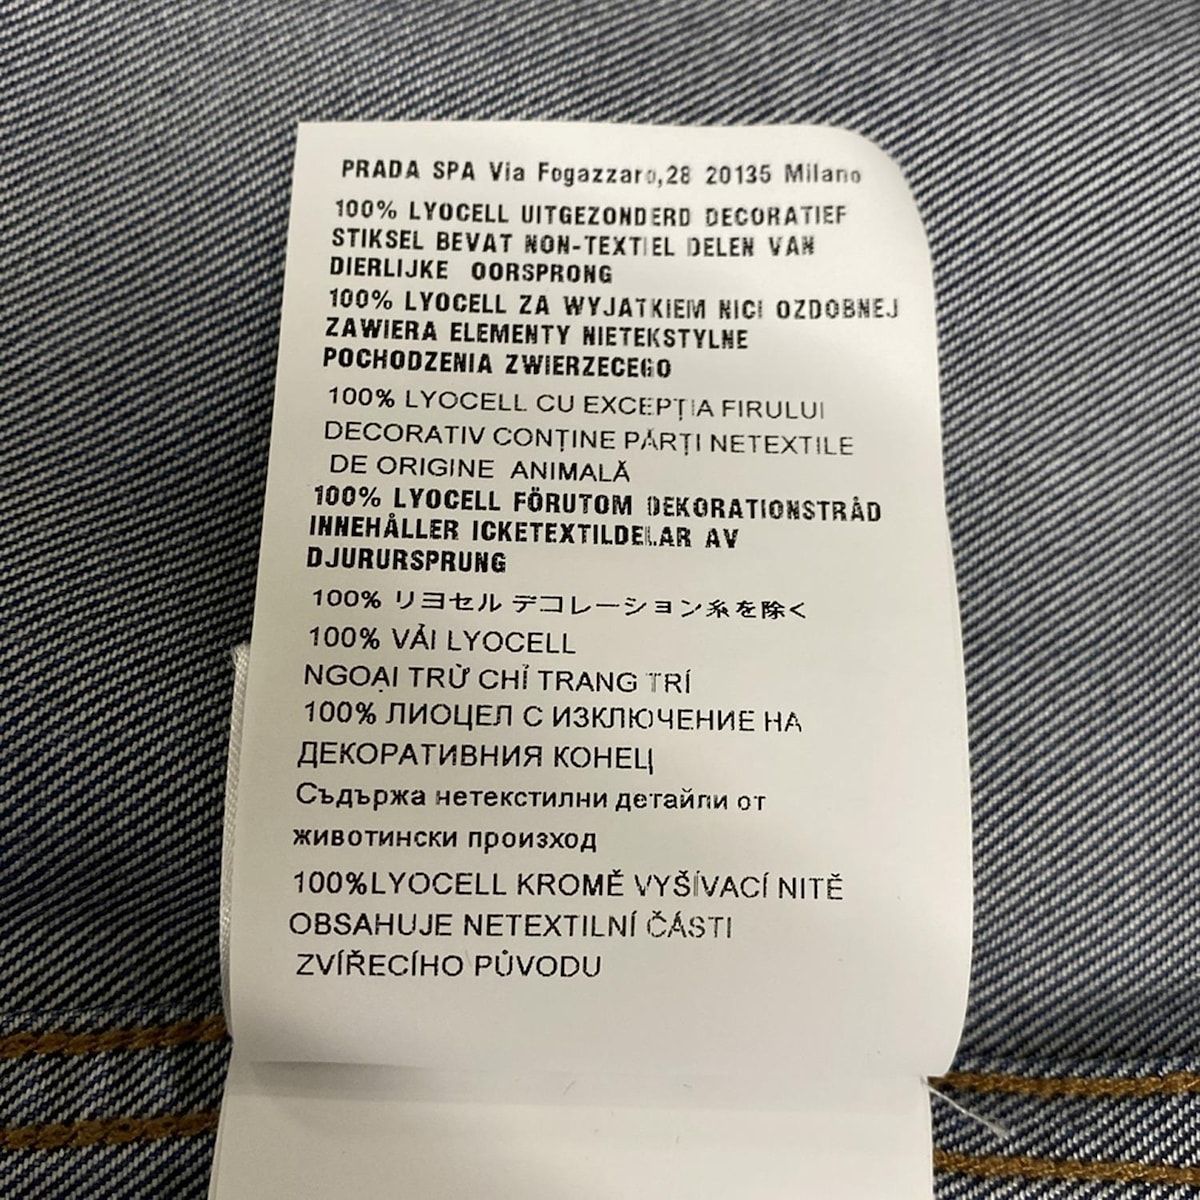 PRADA SPA Via Fogazzaro,28 20135 Milano
100% LYOCELL UITGEZONDERD DECORATIEF
STIKSEL BEVAT NON-TEXTIEL DELEN VAN
DIERLIJKE OORSPRONG
100% LYOCELL ZA WYJATKIEM NICI OZDOBNEJ
ZAWIERA ELEMENTY NIETEKSTYLNE
POCHODZENIA ZWIERZECEGO
100% LYOCELL CU EXCEPȚIA FIRULUI
DECORATIV CONȚINE PĂRȚI NETEXTILE
DE ORIGINE ANIMALĂ
100% LYOCELL FÖRUTOM DEKORATIONSTRÅD
INNEHÅLLER ICKETEXTILDELAR AV
DJURURSPRUNG
100% リヨセル デコレーション糸を除く
100% VẢI LYOCELL
NGOẠI TRỪ CHỈ TRANG TRÍ
100% ЛИОЦЕЛ С ИЗКЛЮЧЕНИЕ НА
ДЕКОРАТИВНИЯ КОНЕЦ
Съдържа нетекстилни детайли от
животински произход
100%LYOCELL KROMĚ VYŠÍVACÍ NITĚ
OBSAHUJE NETEXTILNÍ ČÁSTI
ZVÍŘECÍHO PŮVODU